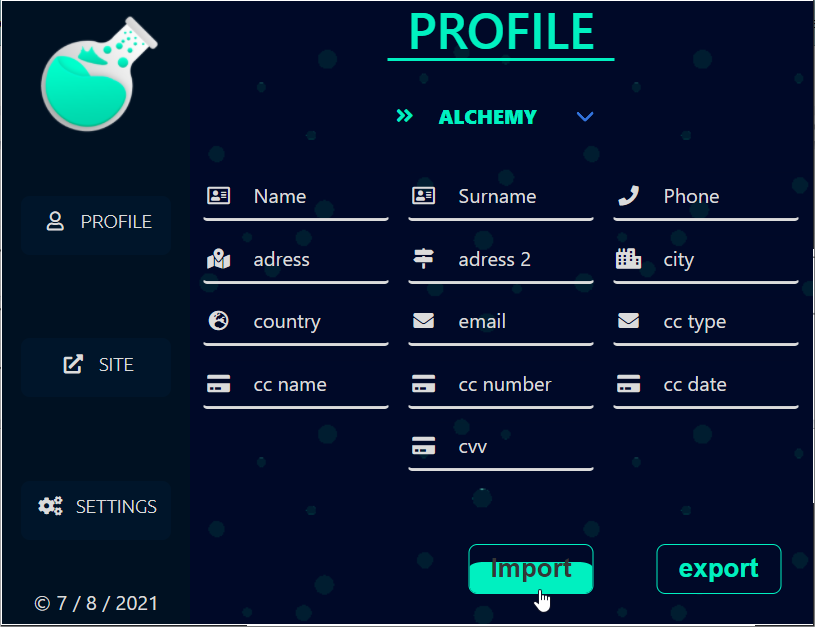 PROFILE
ALCHEMY
Name Surname Phone
PROFILE
adress adress 2 city
country email cc type
SITE
cc name cc number cc date
cvv
SETTINGS
Import export
© 7 / 8 / 2021